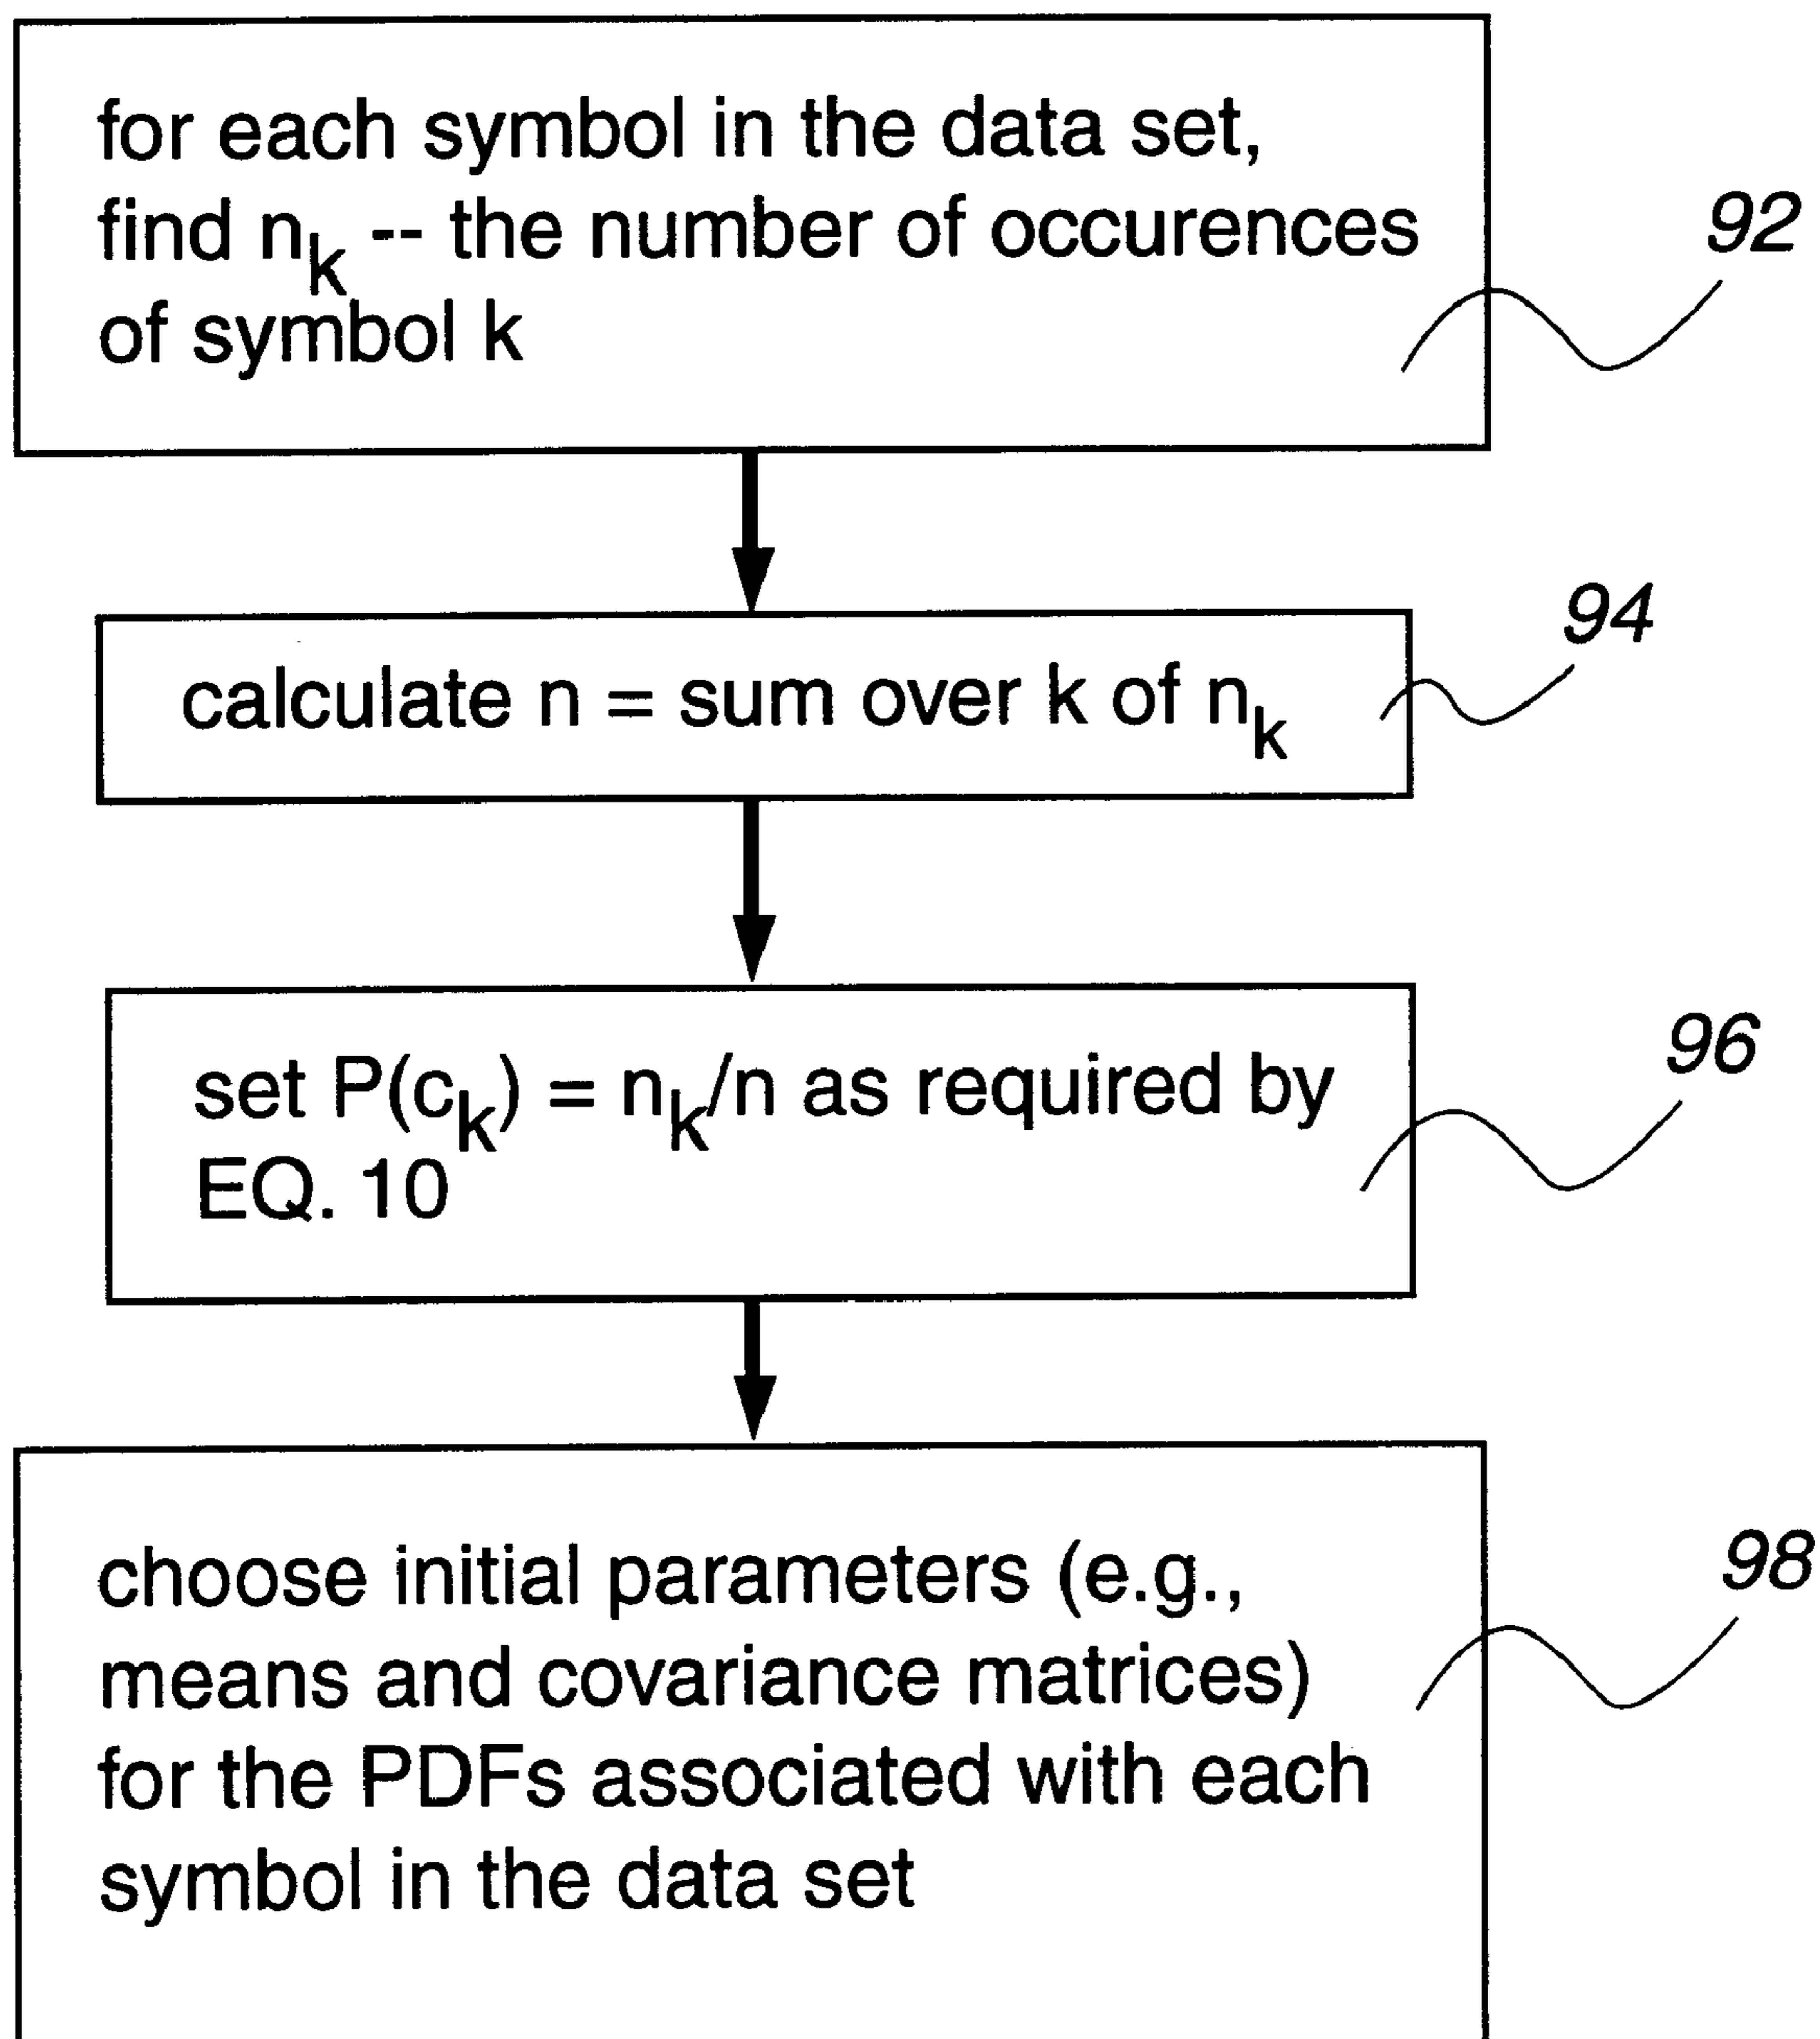 for each symbol in the data set,
find nk -- the number of occurences
of symbol k
92
calculate n = sum over k of nk
94
set P(ck) = nk/n as required by
EQ. 10
96
choose initial parameters (e.g.,
means and covariance matrices)
for the PDFs associated with each
symbol in the data set
98